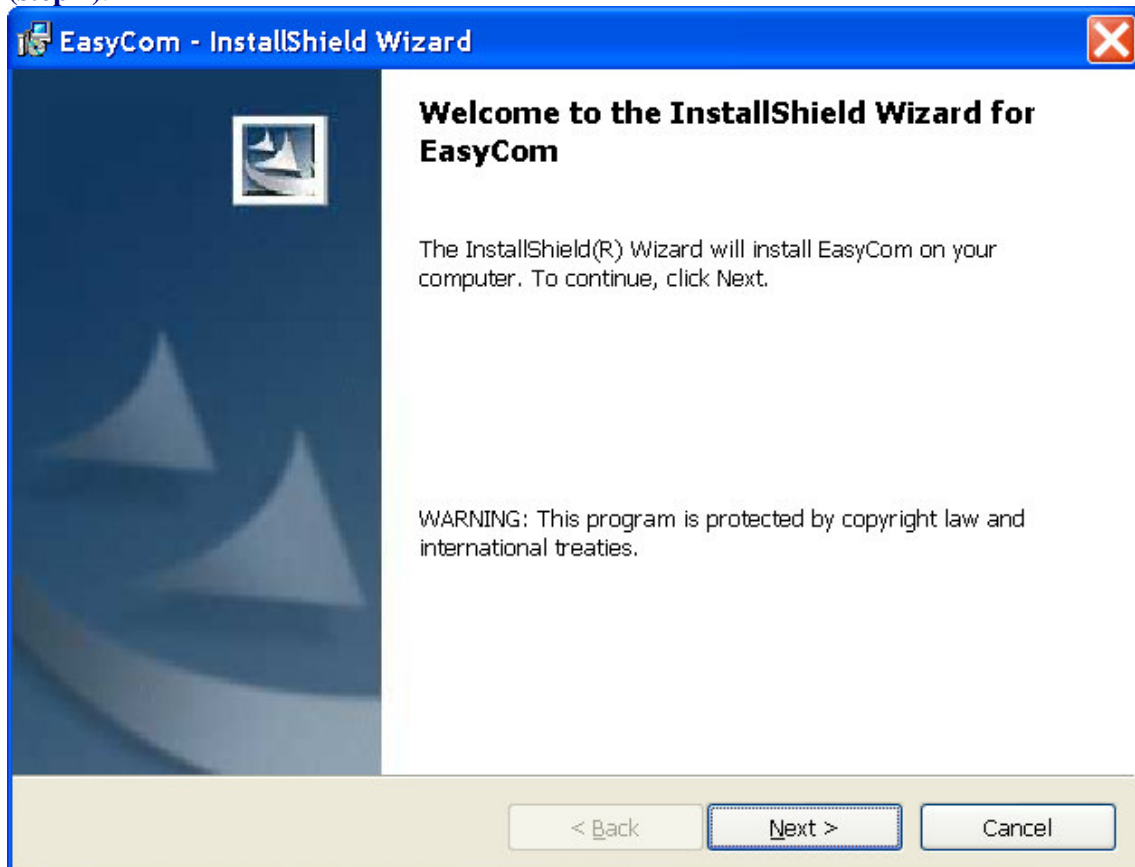 EasyCom - InstallShield Wizard
Welcome to the InstallShield Wizard for
EasyCom
The InstallShield(R) Wizard will install EasyCom on your
computer. To continue, click Next.
WARNING: This program is protected by copyright law and
international treaties.
< Back
Next >
Cancel